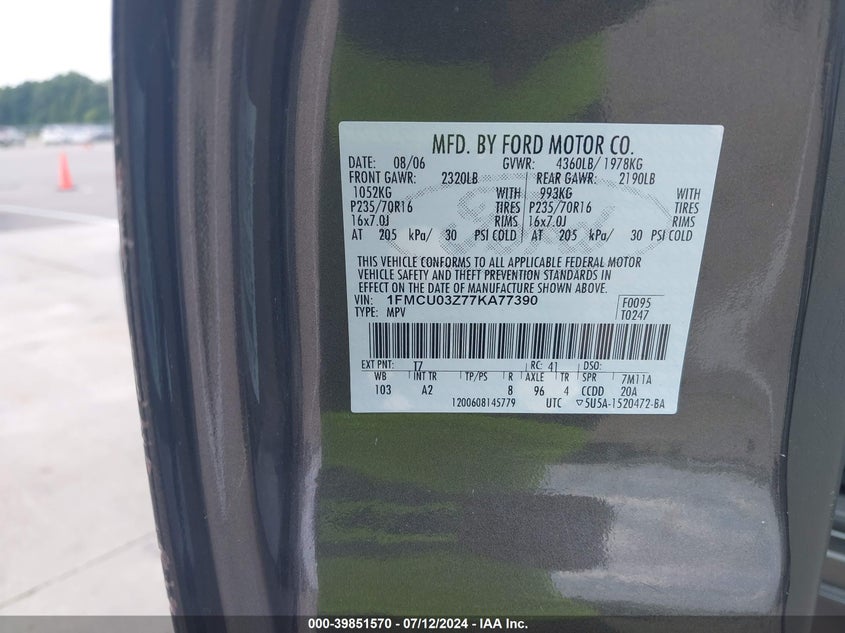 MFD. BY FORD MOTOR CO.
DATE: 08/06 GVWR: 4360LB/ 1978KG
FRONT GAWR: 2320LB REAR GAWR: 2190LB
1052KG WITH 993KG WITH
P235/70R16 TIRES P235/70R16 TIRES
16x7.0J RIMS 16x7.0J RIMS
AT 205 kPa/ 30 PSI COLD AT 205 kPa/ 30 PSI COLD
THIS VEHICLE CONFORMS TO ALL APPLICABLE FEDERAL MOTOR
VEHICLE SAFETY AND THEFT PREVENTION STANDARDS IN
EFFECT ON THE DATE OF MANUFACTURE SHOWN ABOVE.
VIN: 1FMCU03Z77KA77390 F0095
TYPE: MPV T0247
EXT PNT: T7 RC: 41 DSO:
WB INT TR TP/PS R AXLE TR SPR 7M11A
103 A2 8 96 4 CCDD 20A
1200608145779 UTC ▽5U5A-1520472-BA
Ford
000-39851570 / 07/12/2024 - IAA Inc.